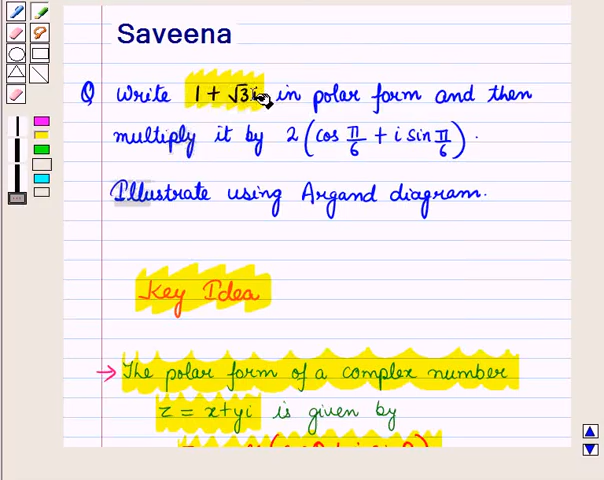 Saveena
Q Write 1 + √3i in polar form and then
multiply it by 2 (cos π/6 + i sin π/6).
Illustrate using Argand diagram.
Key Idea
→ The polar form of a complex number
z = x+yi is given by